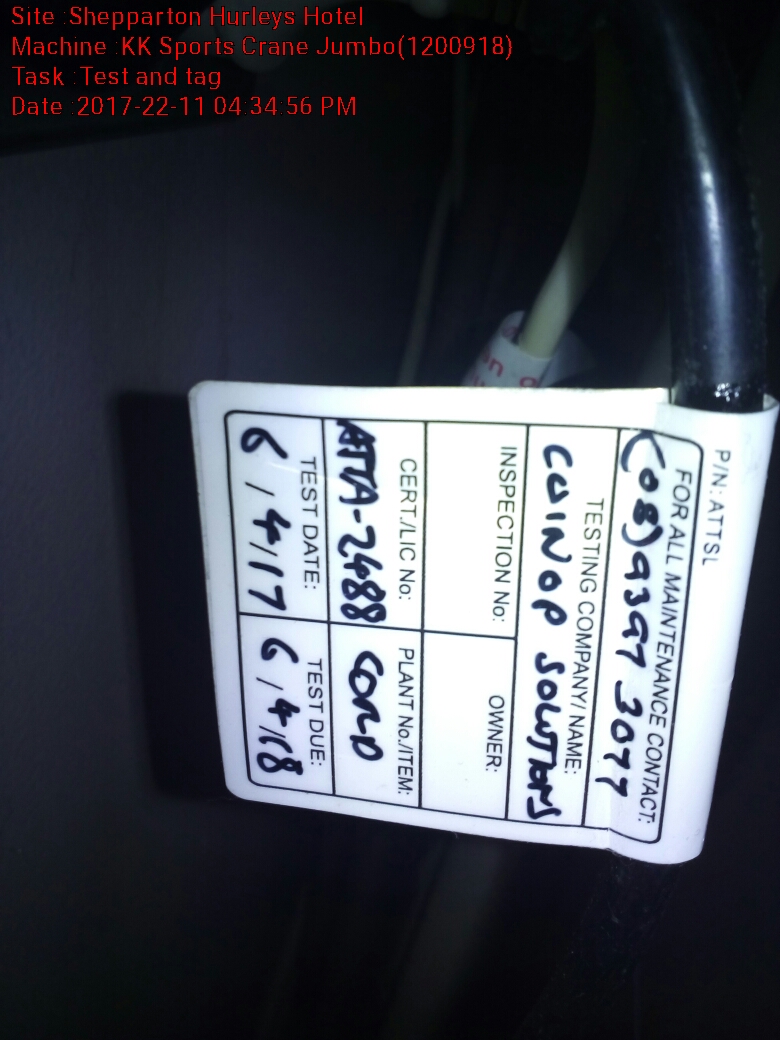 Site :Shepparton Hurleys Hotel
Machine :KK Sports Crane Jumbo(1200918)
Task :Test and tag
Date :2017-22-11 04:34:56 PM
P/N: ATTSL
FOR ALL MAINTENANCE CONTACT:
(08) 9397 3077
TESTING COMPANY/ NAME:
COINOP SOLUTIONS
INSPECTION No: OWNER:
CERT./LIC No: PLANT No./ITEM:
ATTA-2488 CORD
TEST DATE: TEST DUE:
6/4/17 6/4/18